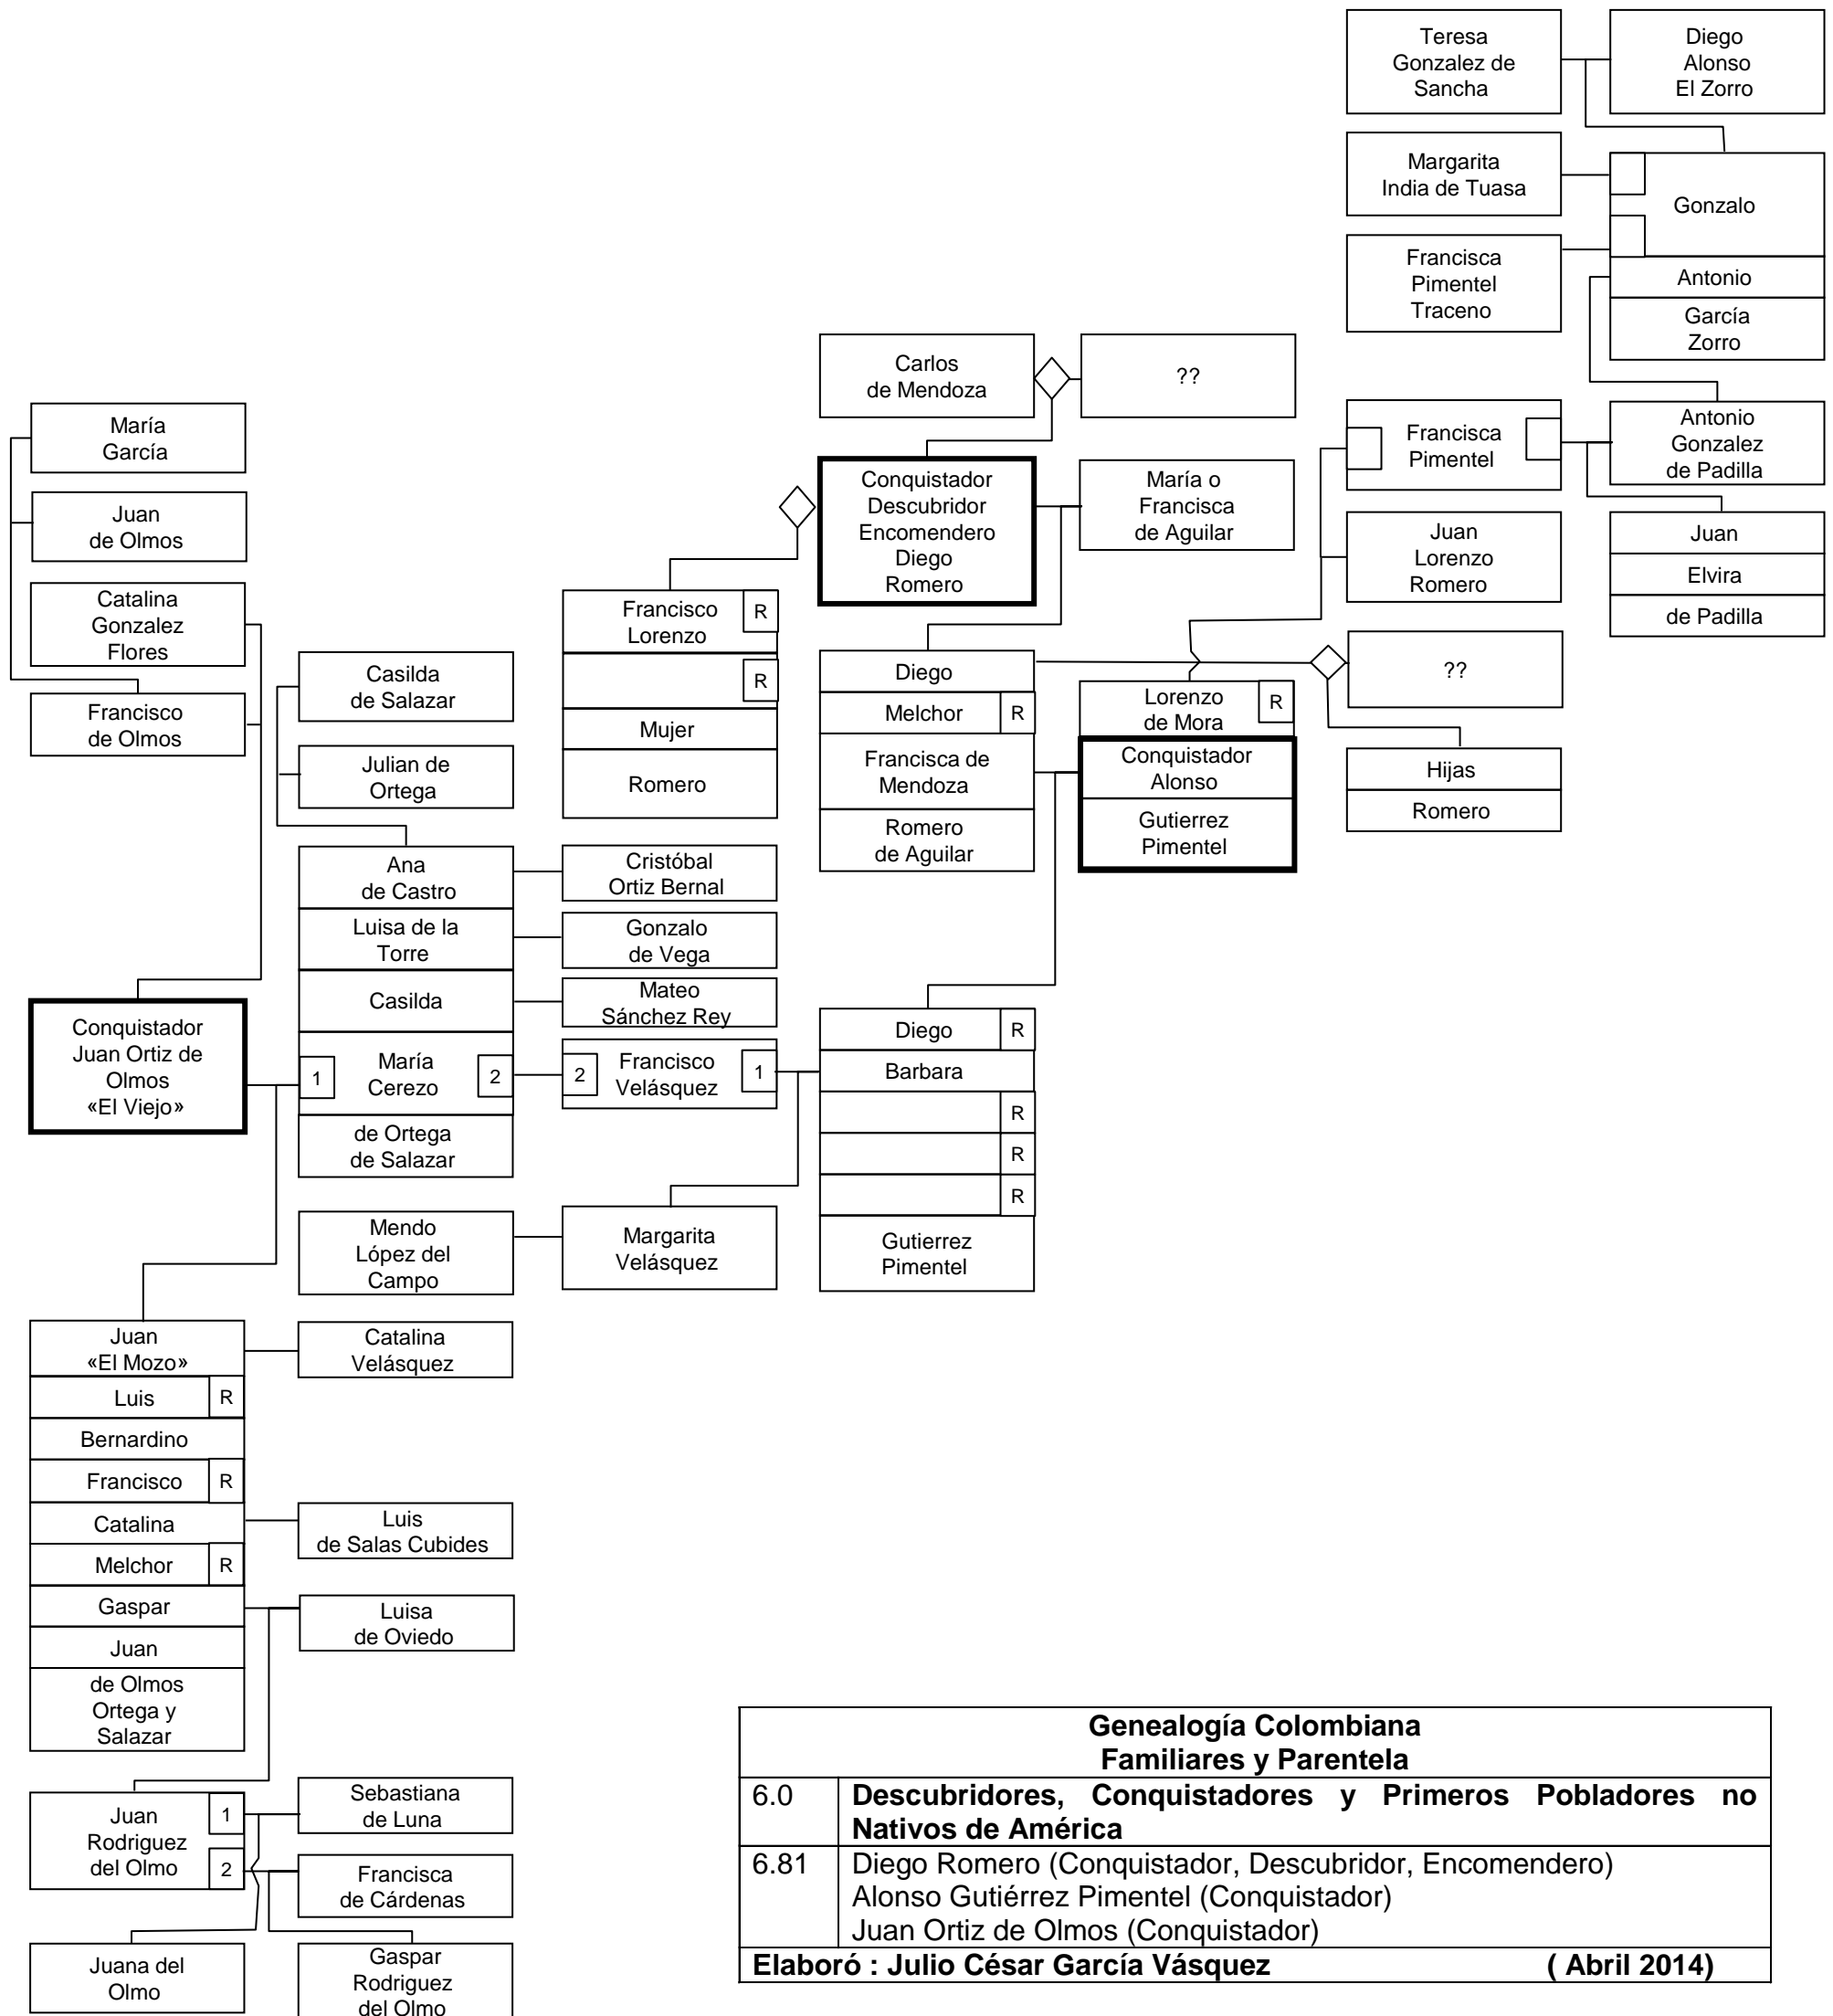 Teresa
Gonzalez de
Sancha
Diego
Alonso
El Zorro
Margarita
India de Tuasa
Gonzalo
Francisca
Pimentel
Traceno
Antonio
García
Zorro
Carlos
de Mendoza
??
María
García
Francisca
Pimentel
Antonio
Gonzalez
de Padilla
Conquistador
Descubridor
Encomendero
Diego
Romero
María o
Francisca
de Aguilar
Juan
de Olmos
Juan
Lorenzo
Romero
Juan
Elvira
de Padilla
Catalina
Gonzalez
Flores
Francisco
Lorenzo
R
R
Mujer
Romero
Casilda
de Salazar
Diego
Melchor
R
Francisca de
Mendoza
Romero
de Aguilar
Lorenzo
de Mora
R
Conquistador
Alonso
Gutierrez
Pimentel
??
Hijas
Romero
Francisco
de Olmos
Julian de
Ortega
Ana
de Castro
Cristóbal
Ortiz Bernal
Luisa de la
Torre
Gonzalo
de Vega
Casilda
Mateo
Sánchez Rey
Conquistador
Juan Ortiz de
Olmos
«El Viejo»
1
María
Cerezo
2
2
Francisco
Velásquez
1
de Ortega
de Salazar
Diego
R
Barbara
R
R
R
Gutierrez
Pimentel
Mendo
López del
Campo
Margarita
Velásquez
Juan
«El Mozo»
Catalina
Velásquez
Luis
R
Bernardino
Francisco
R
Catalina
Luis
de Salas Cubides
Melchor
R
Gaspar
Luisa
de Oviedo
Juan
de Olmos
Ortega y
Salazar
Juan
Rodriguez
del Olmo
1
2
Sebastiana
de Luna
Francisca
de Cárdenas
Juana del
Olmo
Gaspar
Rodriguez
del Olmo
Genealogía Colombiana
Familiares y Parentela
6.0 Descubridores, Conquistadores y Primeros Pobladores no
Nativos de América
6.81 Diego Romero (Conquistador, Descubridor, Encomendero)
Alonso Gutiérrez Pimentel (Conquistador)
Juan Ortiz de Olmos (Conquistador)
Elaboró : Julio César García Vásquez ( Abril 2014)